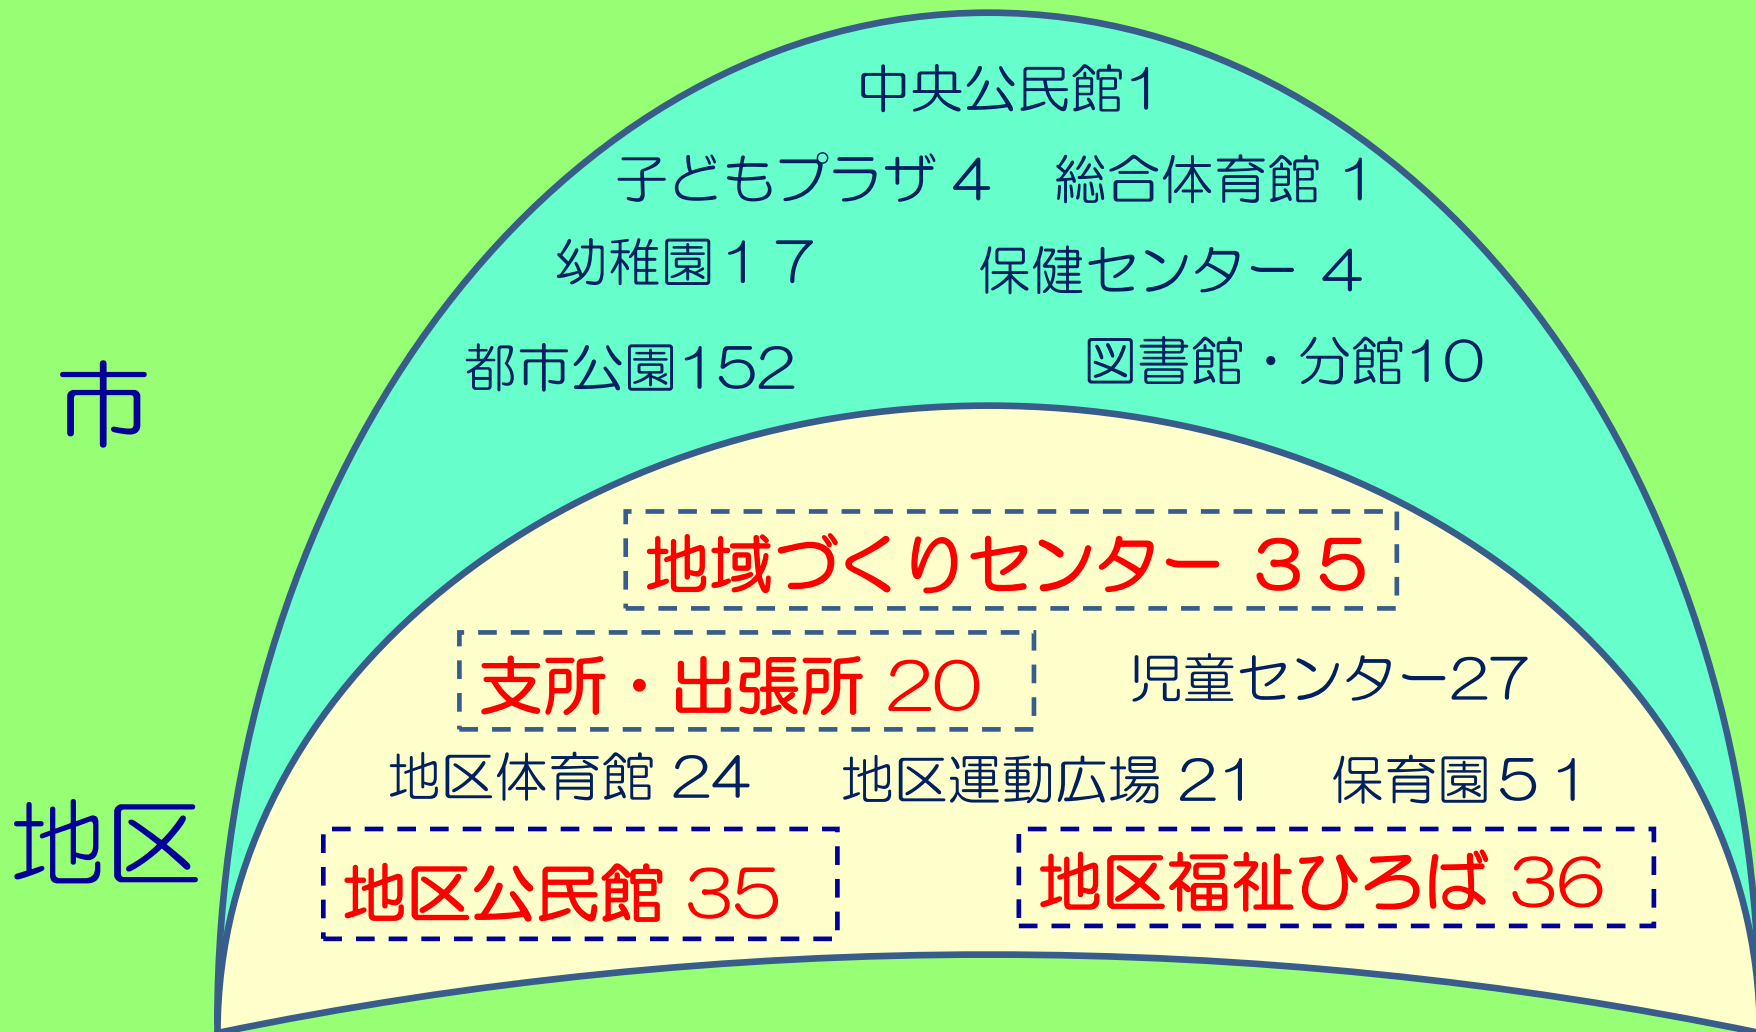 中央公民館1
子どもプラザ 4 総合体育館 1
幼稚園１７ 保健センター 4
都市公園152 図書館・分館10
市
地域づくりセンター ３５
支所・出張所 20 児童センター27
地区体育館 24 地区運動広場 21 保育園５１
地区
地区公民館 35 地区福祉ひろば 36